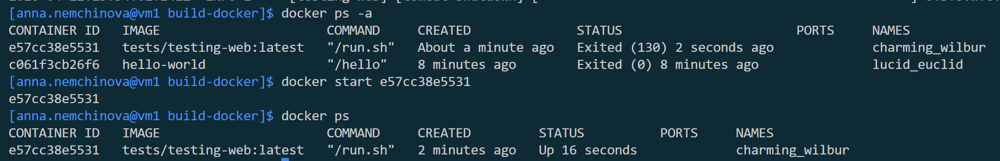 [anna.nemchinova@vm1 build-docker]$ docker ps -a
CONTAINER ID   IMAGE                      COMMAND     CREATED              STATUS                       PORTS     NAMES
e57cc38e5531   tests/testing-web:latest   "/run.sh"   About a minute ago   Exited (130) 2 seconds ago             charming_wilbur
c061f3cb26f6   hello-world                "/hello"    8 minutes ago        Exited (0) 8 minutes ago               lucid_euclid
[anna.nemchinova@vm1 build-docker]$ docker start e57cc38e5531
e57cc38e5531
[anna.nemchinova@vm1 build-docker]$ docker ps
CONTAINER ID   IMAGE                      COMMAND     CREATED         STATUS          PORTS     NAMES
e57cc38e5531   tests/testing-web:latest   "/run.sh"   2 minutes ago   Up 16 seconds             charming_wilbur